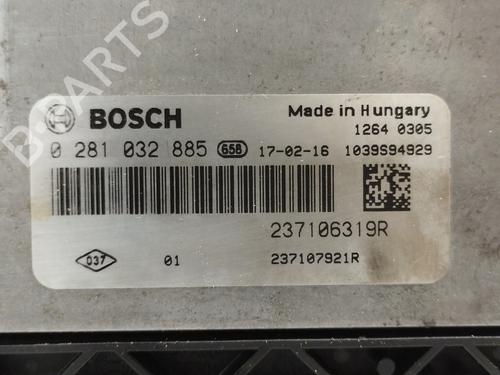 B-PARTS
BOSCH
Made in Hungary
1264 0305
0 281 032 885 658 17-02-16 1039S94929
237106319R
037 01 237107921R